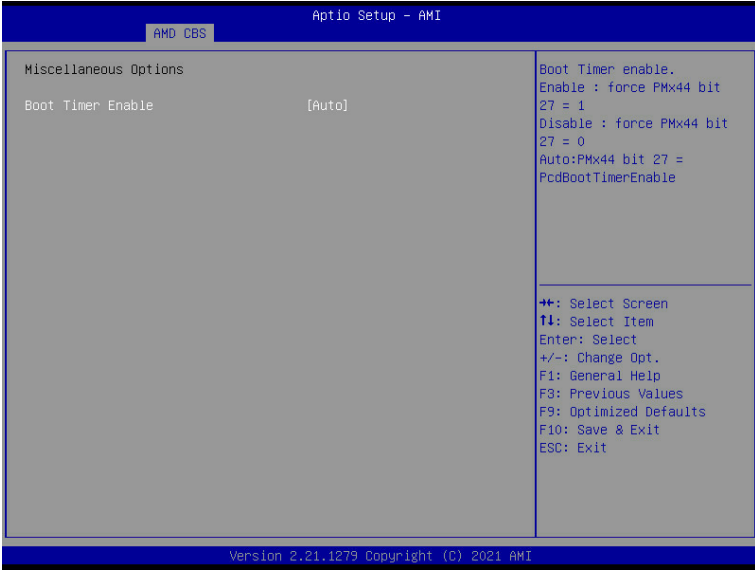 Aptio Setup – AMI
AMD CBS
Miscellaneous Options
Boot Timer Enable [Auto]
Boot Timer enable.
Enable : force PMx44 bit
27 = 1
Disable : force PMx44 bit
27 = 0
Auto:PMx44 bit 27 =
PcdBootTimerEnable
→←: Select Screen
↑↓: Select Item
Enter: Select
+/-: Change Opt.
F1: General Help
F3: Previous Values
F9: Optimized Defaults
F10: Save & Exit
ESC: Exit
Version 2.21.1279 Copyright (C) 2021 AMI